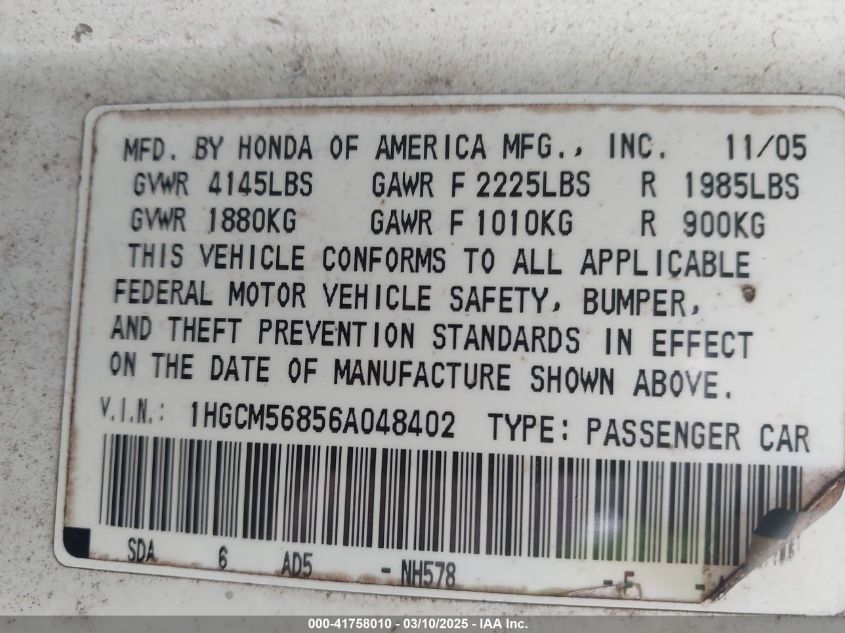 MFD. BY HONDA OF AMERICA MFG., INC. 11/05
GVWR 4145LBS GAWR F 2225LBS R 1985LBS
GVWR 1880KG GAWR F 1010KG R 900KG
THIS VEHICLE CONFORMS TO ALL APPLICABLE
FEDERAL MOTOR VEHICLE SAFETY, BUMPER,
AND THEFT PREVENTION STANDARDS IN EFFECT
ON THE DATE OF MANUFACTURE SHOWN ABOVE.
V.I.N.: 1HGCM56856A048402 TYPE: PASSENGER CAR
SDA 6 AD5 - NH578 - F -
000-41758010 - 03/10/2025 - IAA Inc.